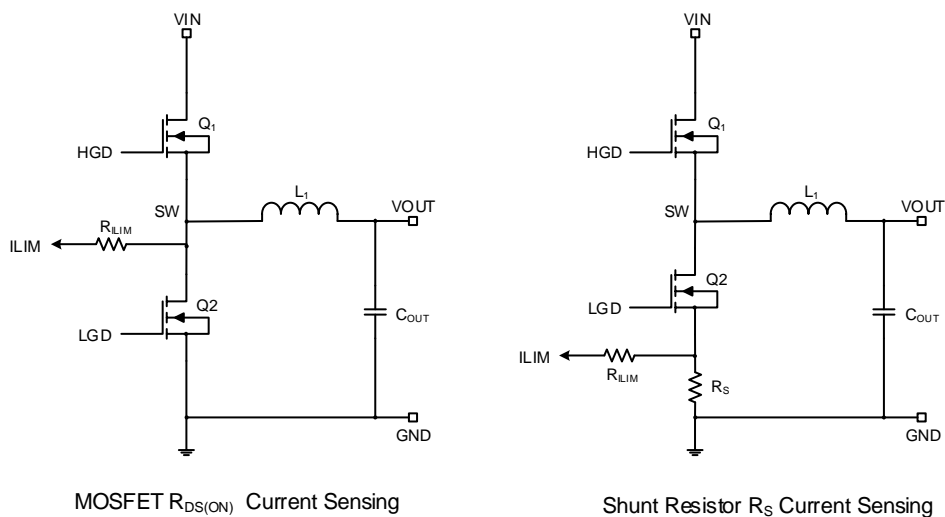 VIN
Q1
HGD
L1
SW
VOUT
RILIM
ILIM
Q2
COUT
LGD
GND
MOSFET RDS(ON) Current Sensing
VIN
Q1
HGD
L1
SW
VOUT
Q2
COUT
LGD
ILIM
RILIM
RS
GND
Shunt Resistor RS Current Sensing